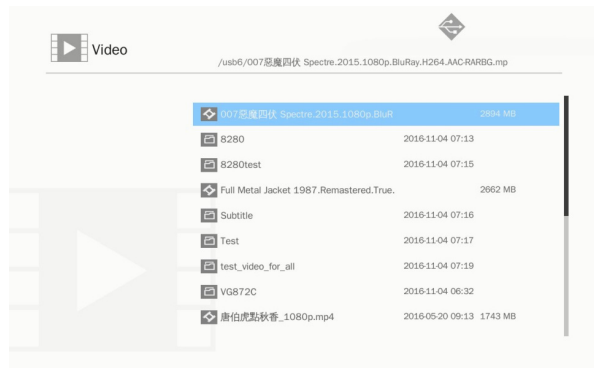 Video
/usb6/007惡魔四伏 Spectre.2015.1080p.BluRay.H264.AAC-RARBG.mp
007惡魔四伏 Spectre.2015.1080p.BluR 2894 MB
8280 2016-11-04 07:13
8280test 2016-11-04 07:15
Full Metal Jacket 1987.Remastered.True. 2662 MB
Subtitle 2016-11-04 07:16
Test 2016-11-04 07:17
test_video_for_all 2016-11-04 07:19
VG872C 2016-11-04 06:32
唐伯虎點秋香_1080p.mp4 2016-05-20 09:13 1743 MB